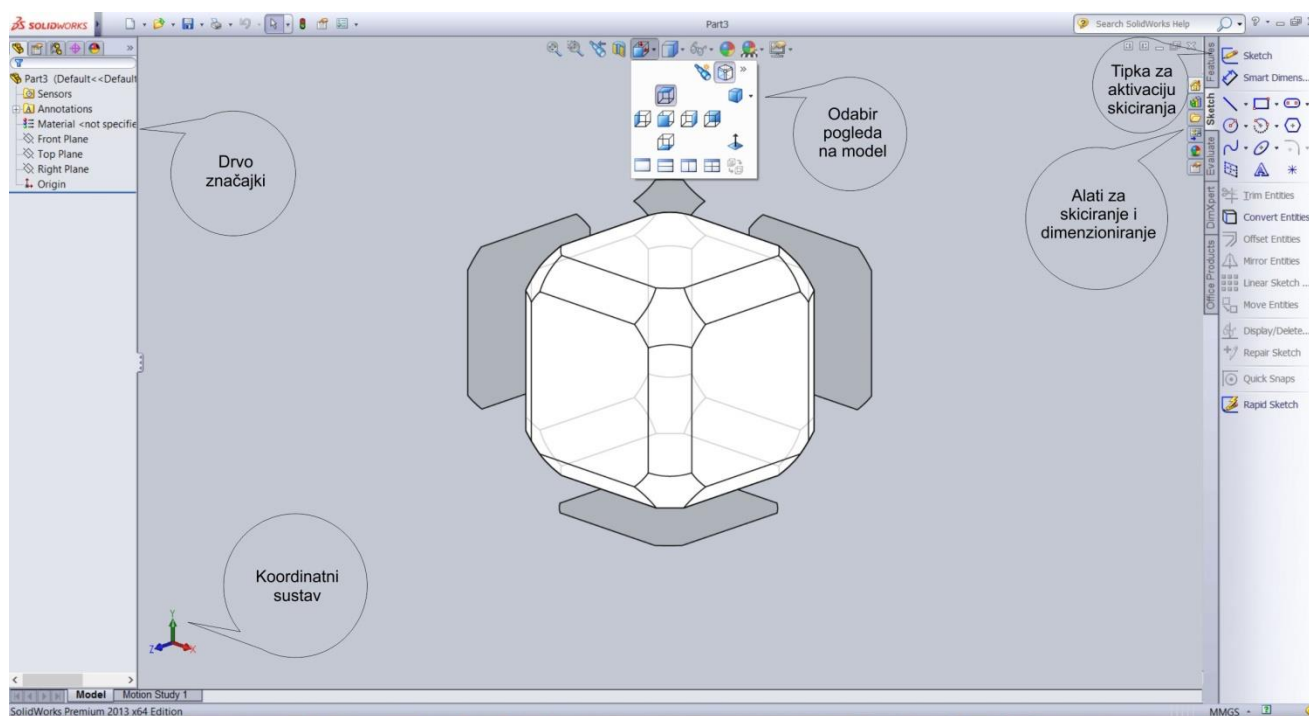 SOLIDWORKS
Part3
Search SolidWorks Help
Part3 (Default<<Default
Sensors
Annotations
Material <not specifie
Front Plane
Top Plane
Right Plane
Origin
Drvo
značajki
Odabir
pogleda
na model
Tipka za
aktivaciju
skiciranja
Alati za
skiciranje i
dimenzioniranje
Koordinatni
sustav
Y
Z
X
Features
Sketch
Evaluate
DimXpert
Office Products
Sketch
Smart Dimens...
Trim Entities
Convert Entities
Offset Entities
Mirror Entities
Linear Sketch ...
Move Entities
Display/Delete...
Repair Sketch
Quick Snaps
Rapid Sketch
Model
Motion Study 1
SolidWorks Premium 2013 x64 Edition
MMGS